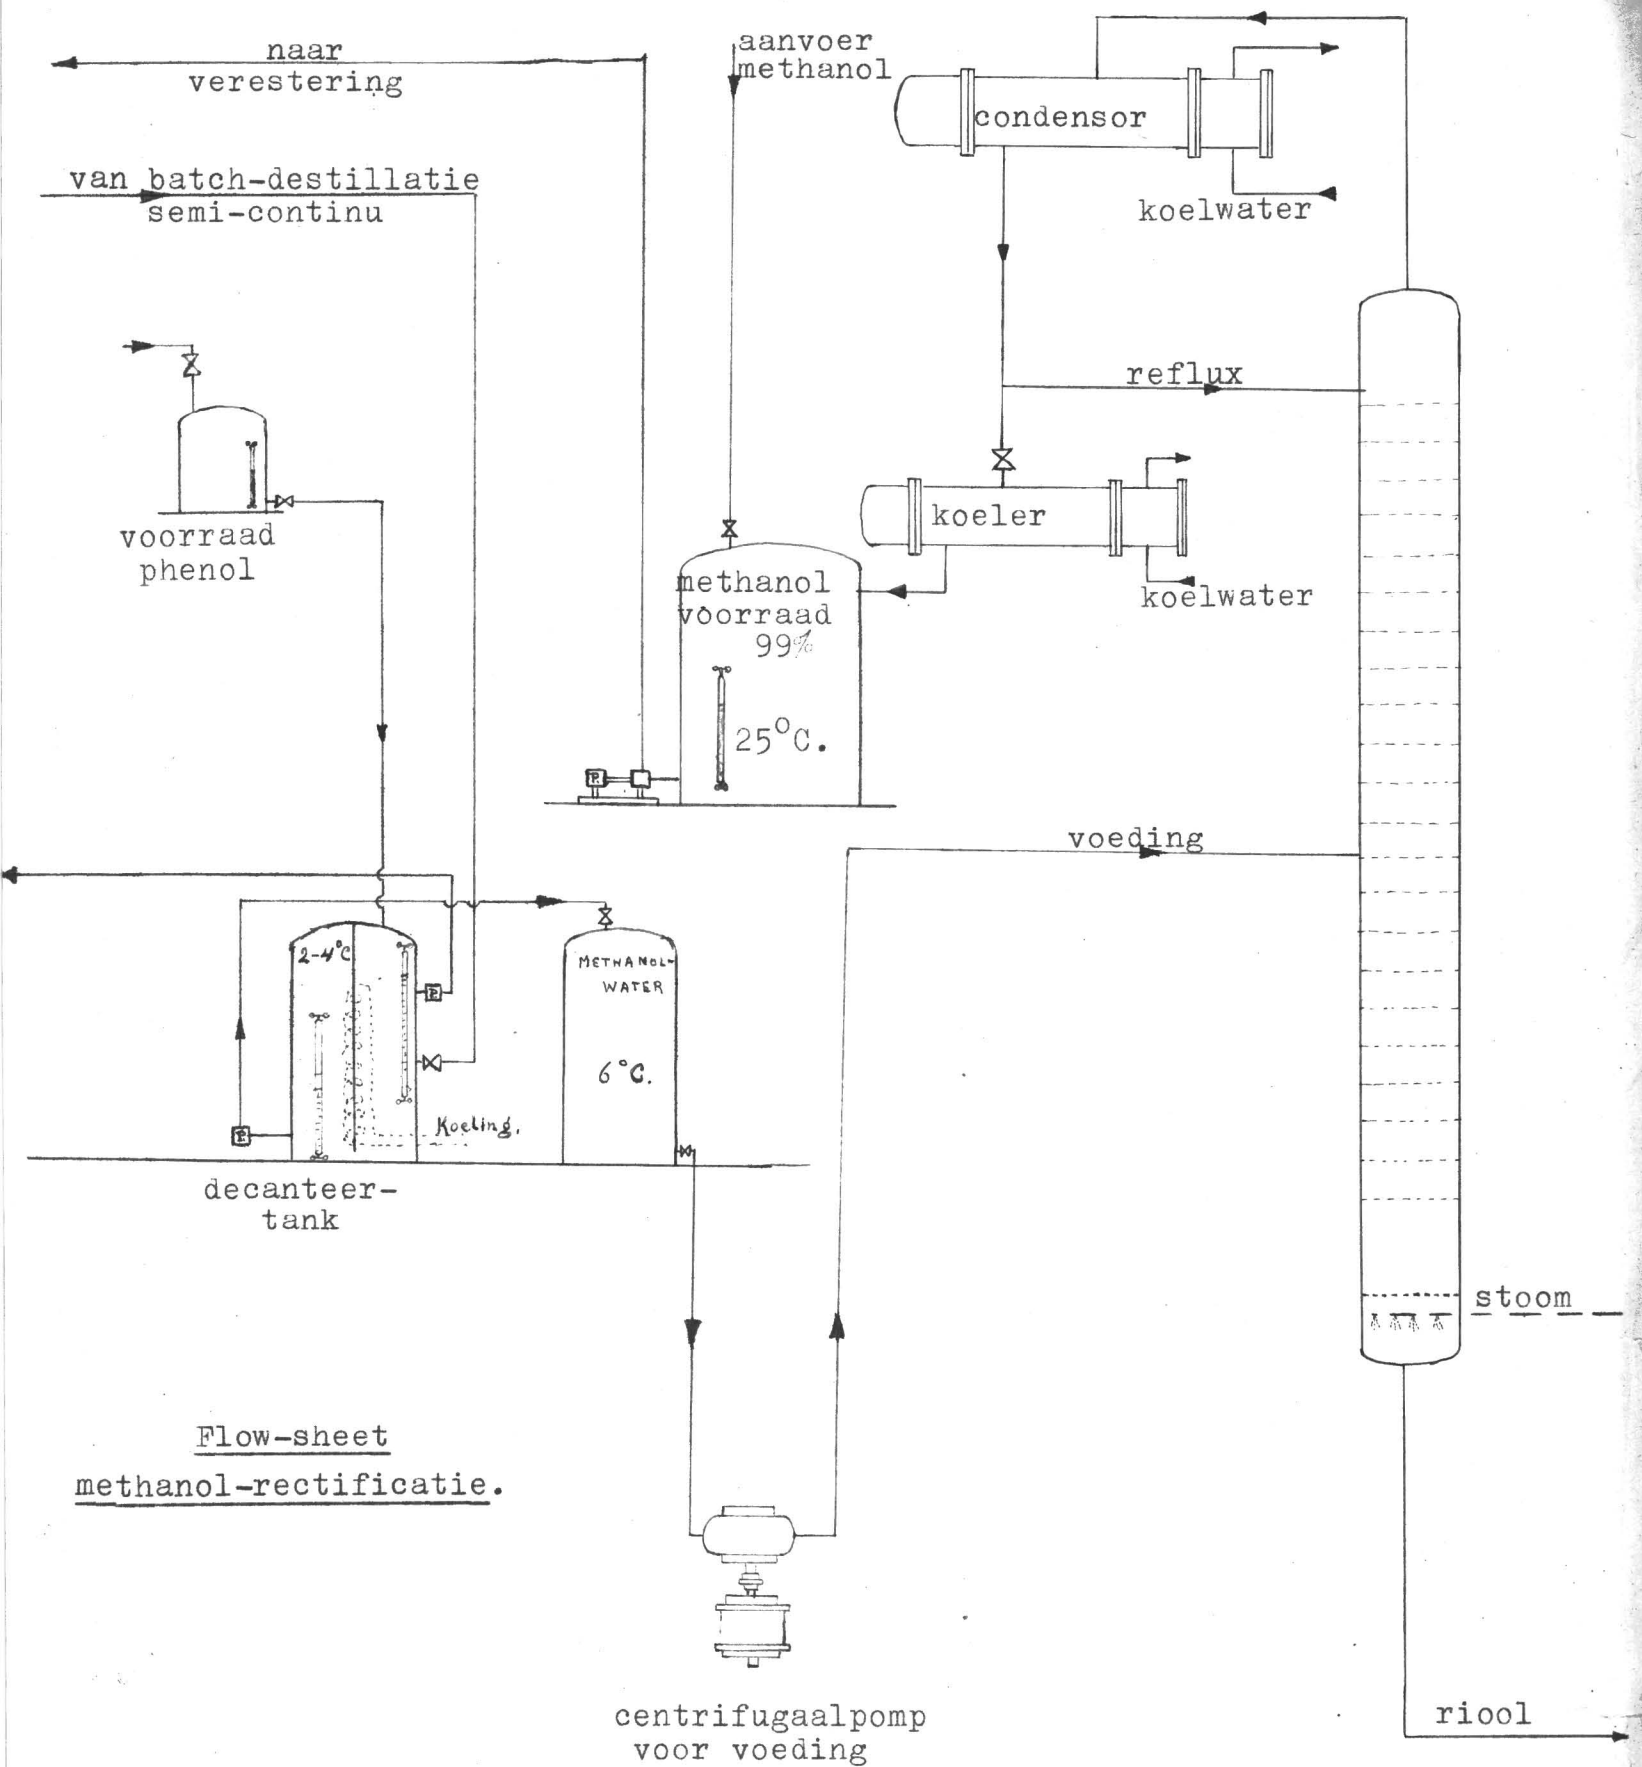 naar
verestering
aanvoer
methanol
condensor
koelwater
van batch-destillatie
semi-continu
reflux
voorraad
phenol
koeler
koelwater
methanol
voorraad
99%
25°C.
P.
voeding
2-4°C
P.
METHANOL-
WATER
6°C.
P.
Koeling.
decanteer-
tank
stoom
Flow-sheet
methanol-rectificatie.
centrifugaalpomp
voor voeding
riool